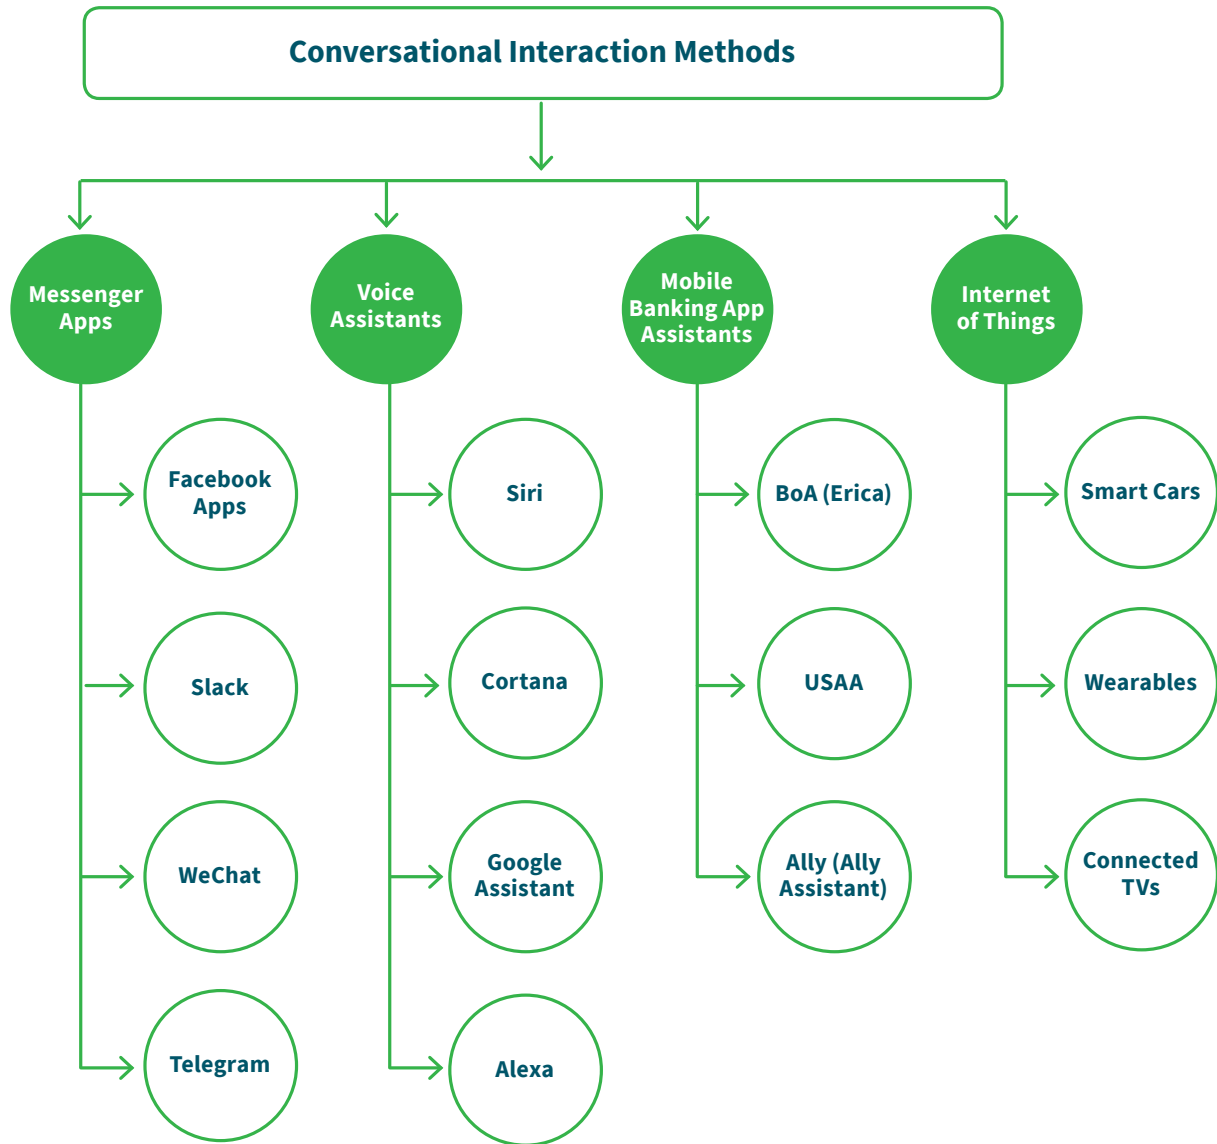 Conversational Interaction Methods
Messenger
Apps
Voice
Assistants
Mobile
Banking App
Assistants
Internet
of Things
Facebook
Apps
Siri
BoA (Erica)
Smart Cars
Slack
Cortana
USAA
Wearables
WeChat
Google
Assistant
Ally (Ally
Assistant)
Connected
TVs
Telegram
Alexa